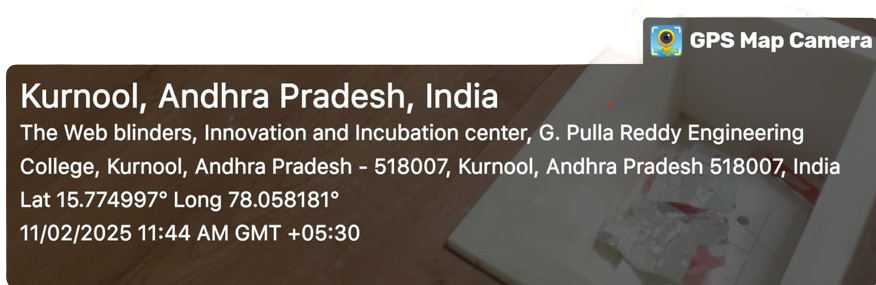 GPS Map Camera
Kurnool, Andhra Pradesh, India
The Web blinders, Innovation and Incubation center, G. Pulla Reddy Engineering
College, Kurnool, Andhra Pradesh - 518007, Kurnool, Andhra Pradesh 518007, India
Lat 15.774997° Long 78.058181°
11/02/2025 11:44 AM GMT +05:30